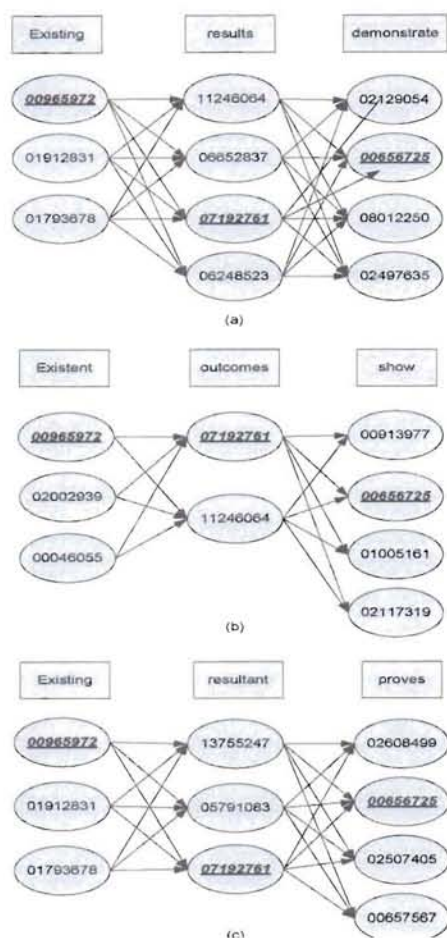 Existing results demonstrate
00965972 11246064 02129054
01912831 06652837 00656725
01793678 07192761 08012250
06248523 02497635
(a)
Existent outcomes show
00965972 07192761 00913977
02002939 11246064 00656725
00046055 01005161
02117319
(b)
Existing resultant proves
00965972 13755247 02608499
01912831 05791083 00656725
01793678 07192761 02507405
00657567
(c)